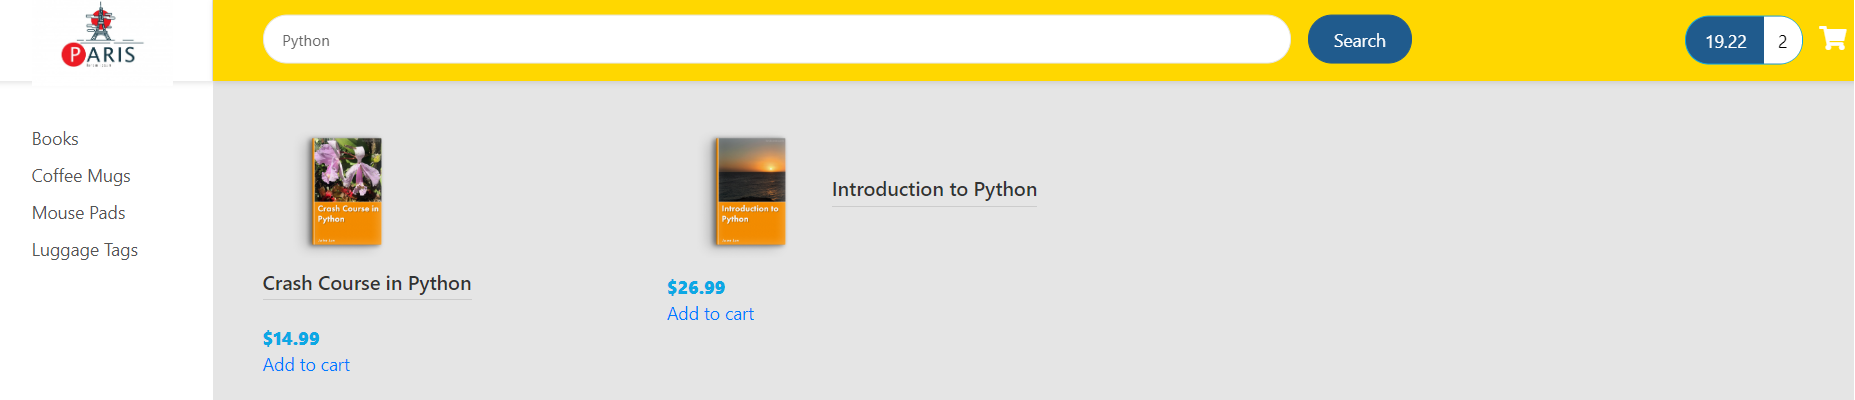 PARIS
Python
Search
19.22
2
Books
Coffee Mugs
Mouse Pads
Luggage Tags
Crash Course in
Python
Crash Course in Python
$14.99
Add to cart
Introduction to
Python
Introduction to Python
$26.99
Add to cart